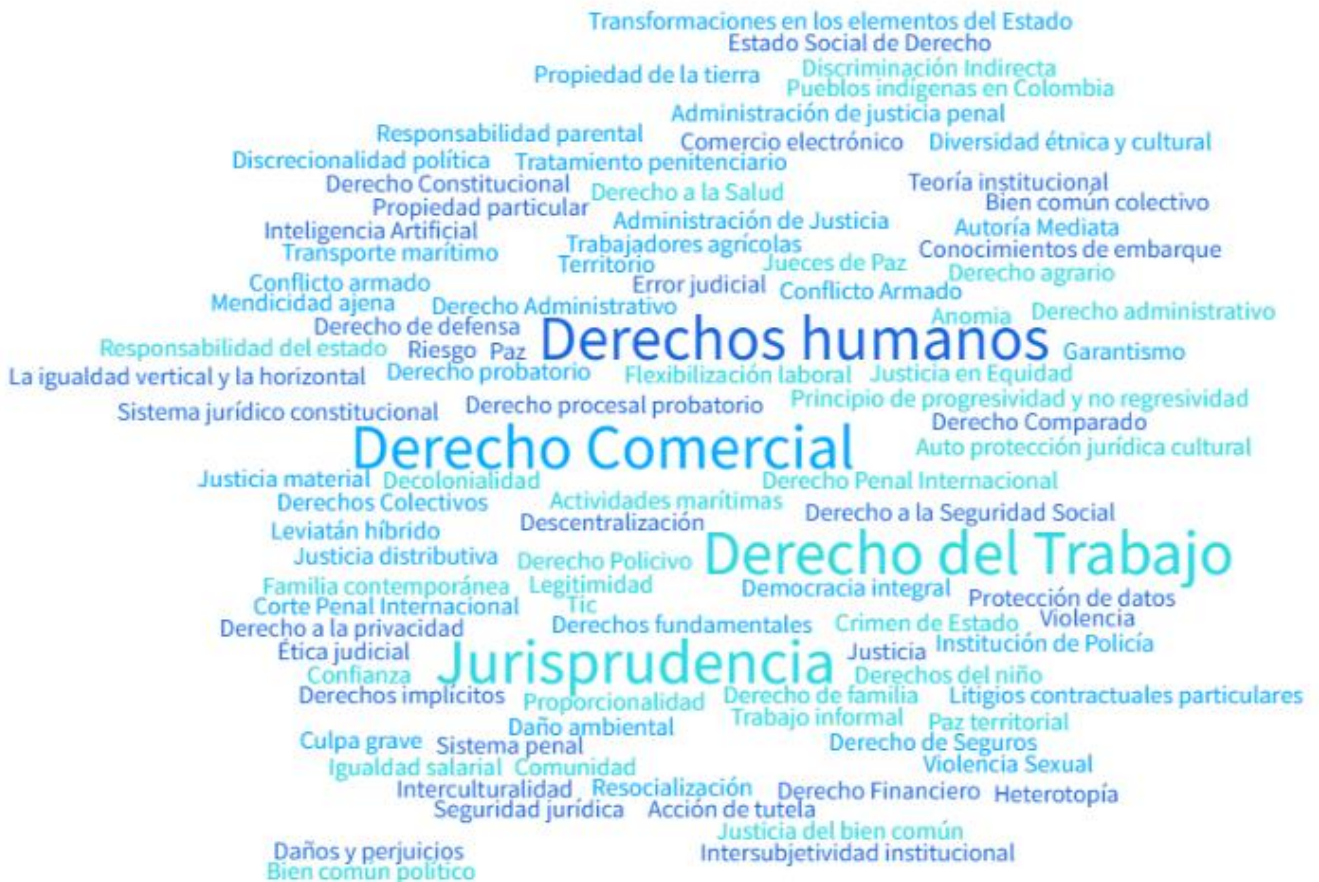 Transformaciones en los elementos del Estado
Estado Social de Derecho
Propiedad de la tierra
Discriminación Indirecta
Pueblos indígenas en Colombia
Administración de justicia penal
Responsabilidad parental
Comercio electrónico
Diversidad étnica y cultural
Discrecionalidad política
Tratamiento penitenciario
Derecho Constitucional
Derecho a la Salud
Teoría institucional
Propiedad particular
Bien común colectivo
Inteligencia Artificial
Administración de Justicia
Autoría Mediata
Transporte marítimo
Trabajadores agrícolas
Conocimientos de embarque
Territorio
Jueces de Paz
Derecho agrario
Conflicto armado
Error judicial
Conflicto Armado
Mendicidad ajena
Derecho Administrativo
Anomia
Derecho administrativo
Derecho de defensa
Derechos humanos
Responsabilidad del estado
Riesgo
Paz
Garantismo
La igualdad vertical y la horizontal
Derecho probatorio
Flexibilización laboral
Justicia en Equidad
Sistema jurídico constitucional
Derecho procesal probatorio
Principio de progresividad y no regresividad
Derecho Comparado
Derecho Comercial
Auto protección jurídica cultural
Justicia material
Decolonialidad
Derecho Penal Internacional
Derechos Colectivos
Actividades marítimas
Derecho a la Seguridad Social
Leviatán híbrido
Descentralización
Derecho del Trabajo
Justicia distributiva
Derecho Policivo
Familia contemporánea
Legitimidad
Democracia integral
Protección de datos
Corte Penal Internacional
Tic
Derecho a la privacidad
Derechos fundamentales
Crimen de Estado
Violencia
Ética judicial
Jurisprudencia
Justicia
Institución de Policía
Confianza
Derechos del niño
Derechos implícitos
Proporcionalidad
Derecho de familia
Litigios contractuales particulares
Daño ambiental
Trabajo informal
Paz territorial
Culpa grave
Sistema penal
Derecho de Seguros
Igualdad salarial
Comunidad
Violencia Sexual
Interculturalidad
Resocialización
Derecho Financiero
Heterotopía
Seguridad jurídica
Acción de tutela
Justicia del bien común
Daños y perjuicios
Intersubjetividad institucional
Bien común político